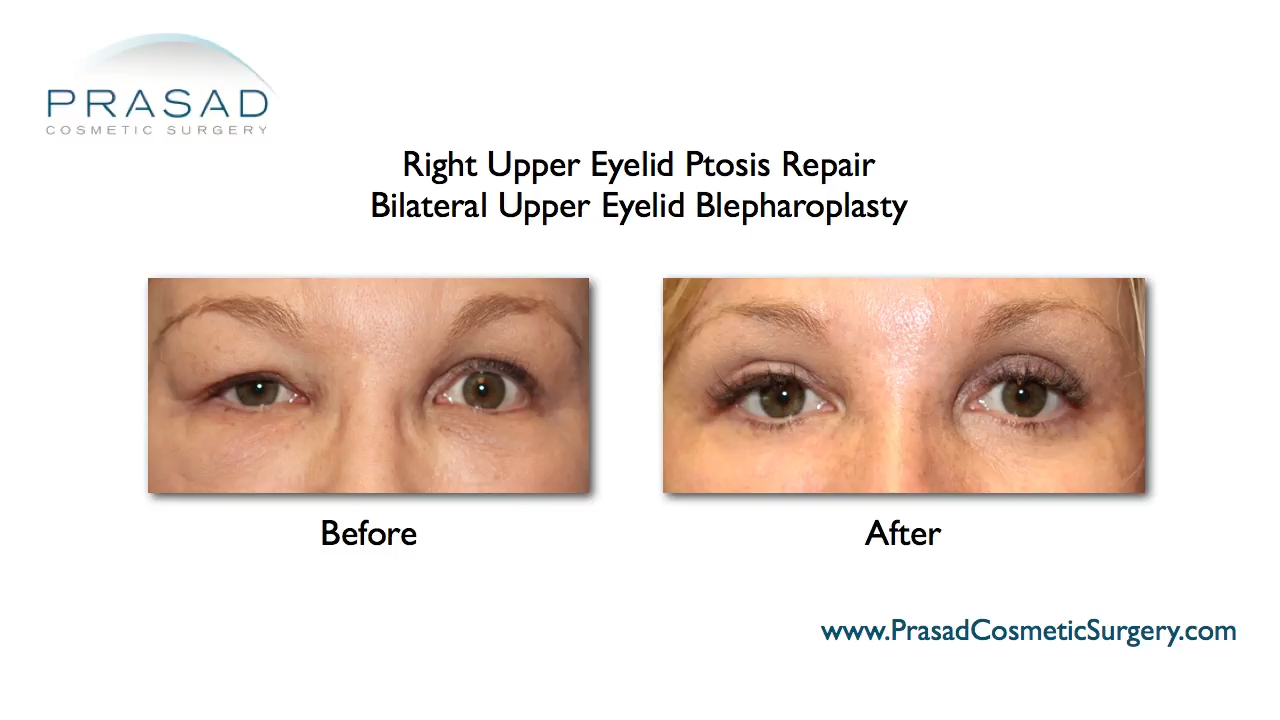 PRASAD
COSMETIC SURGERY
Right Upper Eyelid Ptosis Repair
Bilateral Upper Eyelid Blepharoplasty
Before
After
www.PrasadCosmeticSurgery.com